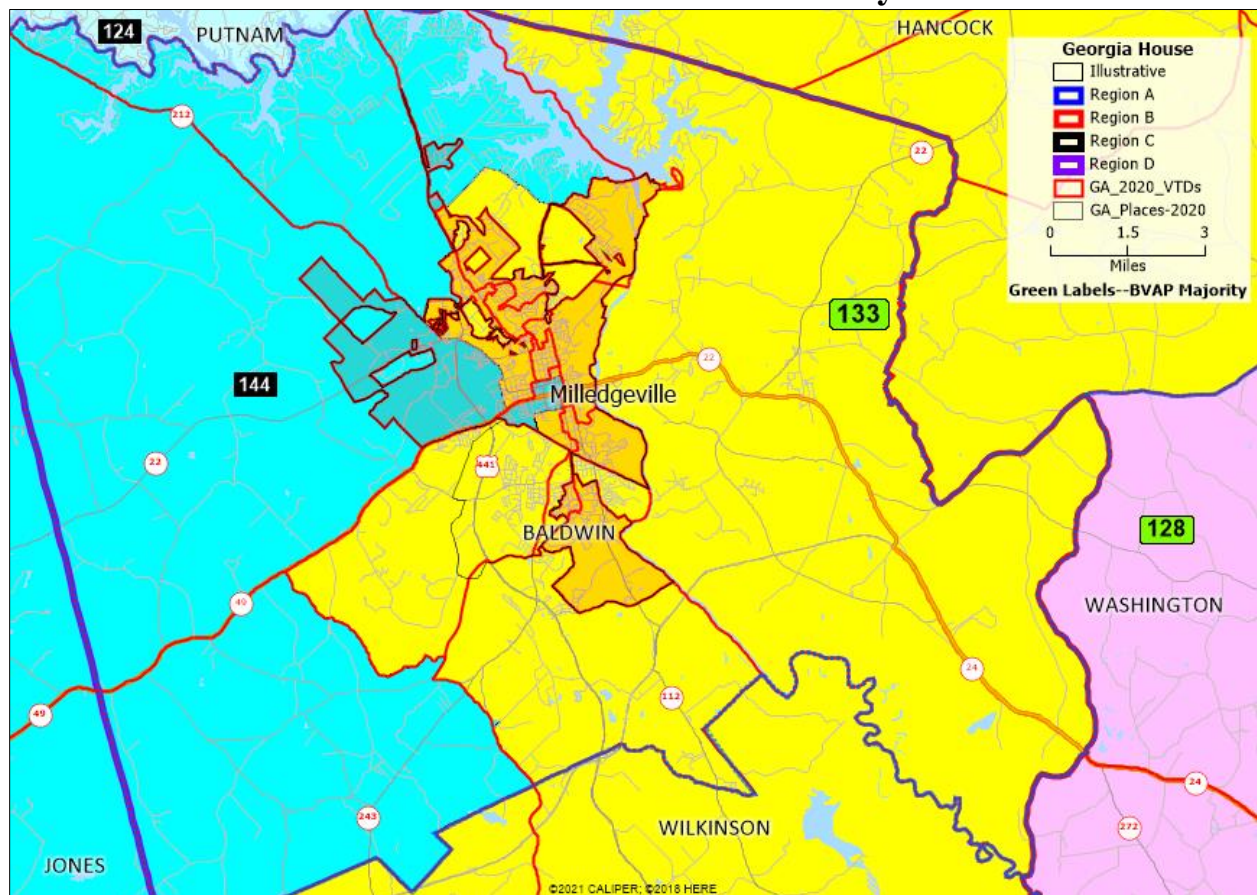 124
PUTNAM
HANCOCK
Georgia House
Illustrative
Region A
Region B
Region C
Region D
GA_2020_VTDs
GA_Places-2020
0 1.5 3
Miles
Green Labels--BVAP Majority
212
22
133
22
144
Milledgeville
22
441
BALDWIN
128
WASHINGTON
49
24
112
49
24
243
WILKINSON
272
JONES
©2021 CALIPER; ©2018 HERE